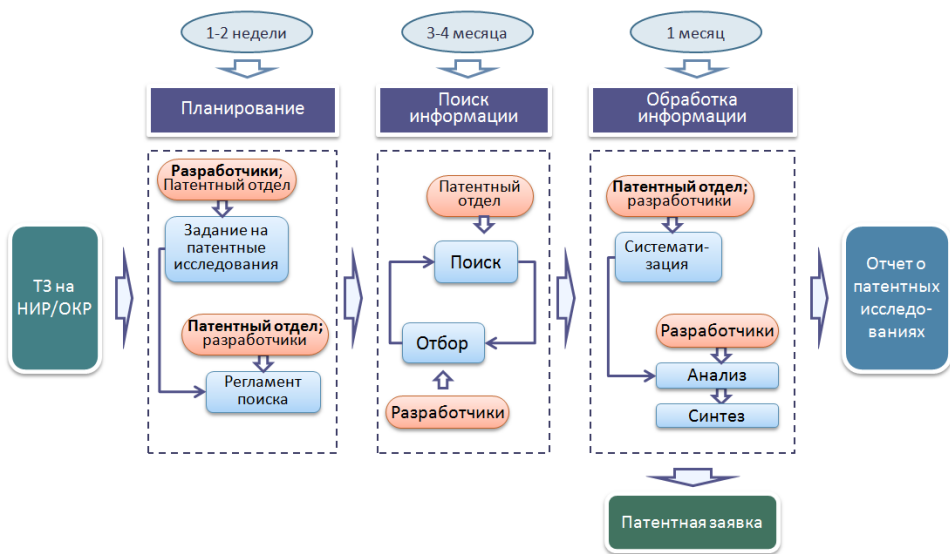 1-2 недели
3-4 месяца
1 месяц
Планирование
Поиск
информации
Обработка
информации
ТЗ на
НИР/ОКР
Разработчики;
Патентный отдел
Задание на
патентные
исследования
Патентный отдел;
разработчики
Регламент
поиска
Патентный
отдел
Поиск
Отбор
Разработчики
Патентный отдел;
разработчики
Системати-
зация
Разработчики
Анализ
Синтез
Отчет о
патентных
исследо-
ваниях
Патентная заявка